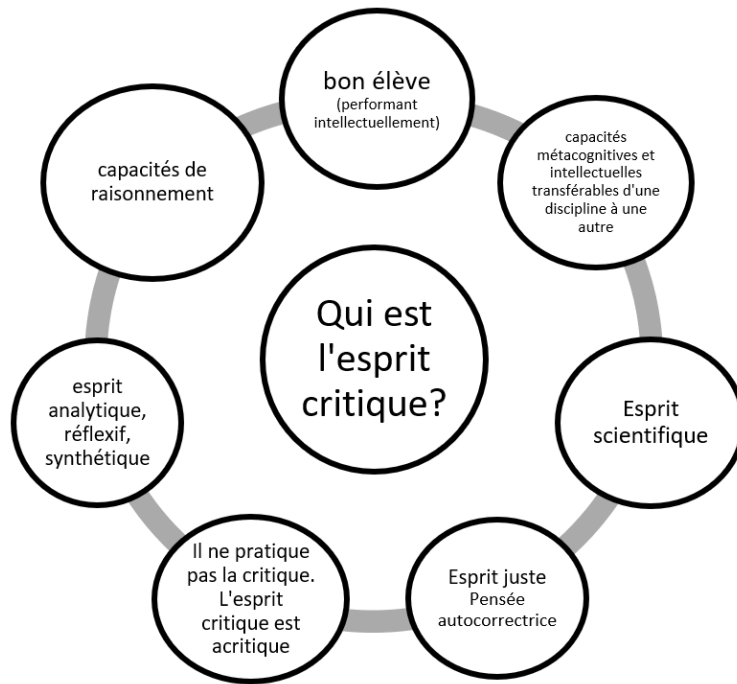 bon élève
(performant
intellectuellement)
capacités
métacognitives et
intellectuelles
transférables d'une
discipline à une
autre
Esprit
scientifique
Esprit juste
Pensée
autocorrectrice
Il ne pratique
pas la critique.
L'esprit
critique est
acritique
esprit
analytique,
réflexif,
synthétique
capacités de
raisonnement
Qui est
l'esprit
critique?